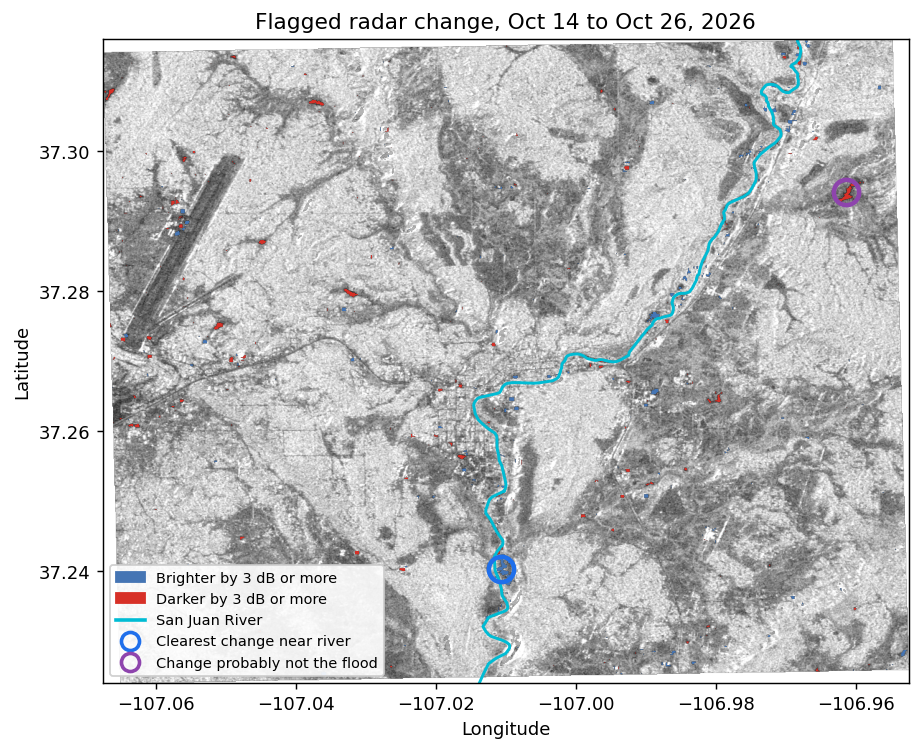 Flagged radar change, Oct 14 to Oct 26, 2026
37.30
37.28
37.26
37.24
Latitude
Brighter by 3 dB or more
Darker by 3 dB or more
San Juan River
Clearest change near river
Change probably not the flood
−107.06
−107.04
−107.02
−107.00
−106.98
−106.96
Longitude